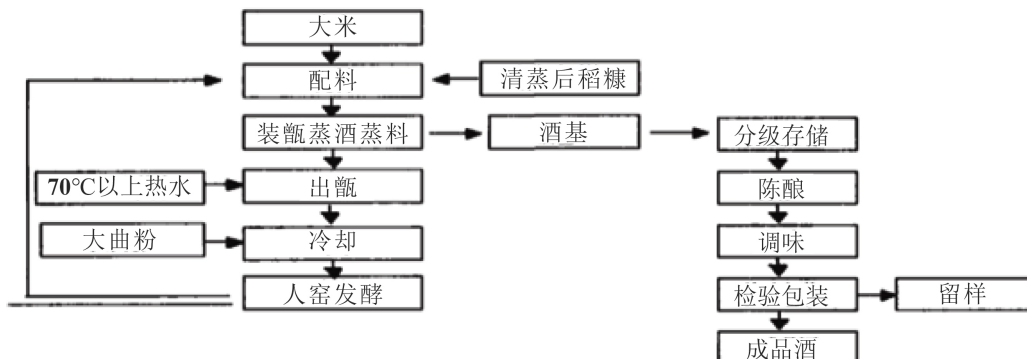 大米
配料
清蒸后稻糠
装甑蒸酒蒸料
酒基
分级存储
70℃以上热水
出甑
陈酿
大曲粉
冷却
调味
人窑发酵
检验包装
留样
成品酒